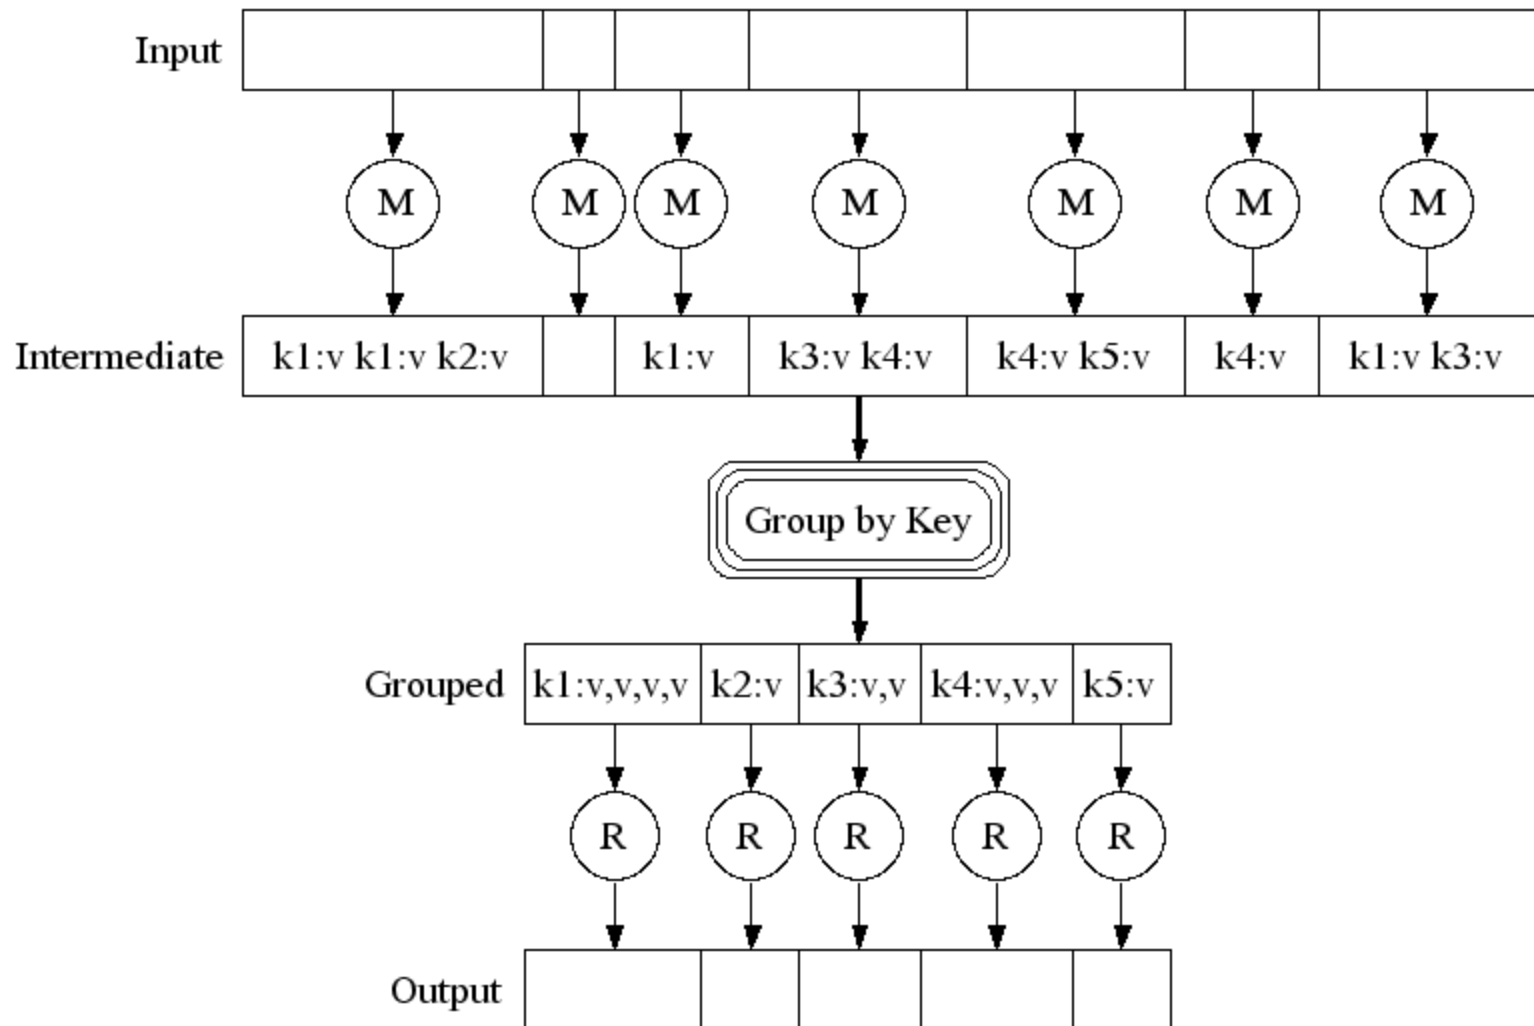 Input
M M M M M M M
Intermediate k1:v k1:v k2:v k1:v k3:v k4:v k4:v k5:v k4:v k1:v k3:v
Group by Key
Grouped k1:v,v,v,v k2:v k3:v,v k4:v,v,v k5:v
R R R R R
Output